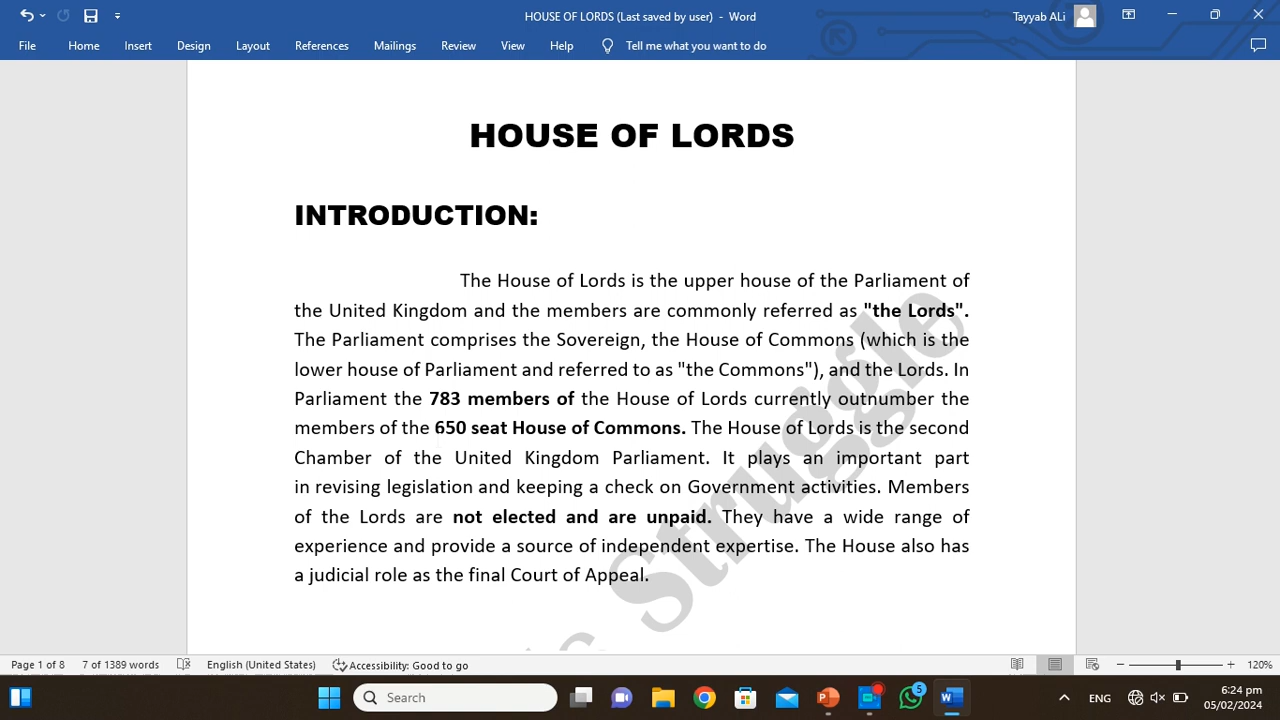 HOUSE OF LORDS (Last saved by user) - Word
Tayyab ALi
File Home Insert Design Layout References Mailings Review View Help Tell me what you want to do
HOUSE OF LORDS
INTRODUCTION:
The House of Lords is the upper house of the Parliament of
the United Kingdom and the members are commonly referred as "the Lords".
The Parliament comprises the Sovereign, the House of Commons (which is the
lower house of Parliament and referred to as "the Commons"), and the Lords. In
Parliament the 783 members of the House of Lords currently outnumber the
members of the 650 seat House of Commons. The House of Lords is the second
Chamber of the United Kingdom Parliament. It plays an important part
in revising legislation and keeping a check on Government activities. Members
of the Lords are not elected and are unpaid. They have a wide range of
experience and provide a source of independent expertise. The House also has
a judicial role as the final Court of Appeal.
Struggle
Page 1 of 8 7 of 1389 words English (United States) Accessibility: Good to go 120%
Search 5 ENG 6:24 pm
05/02/2024